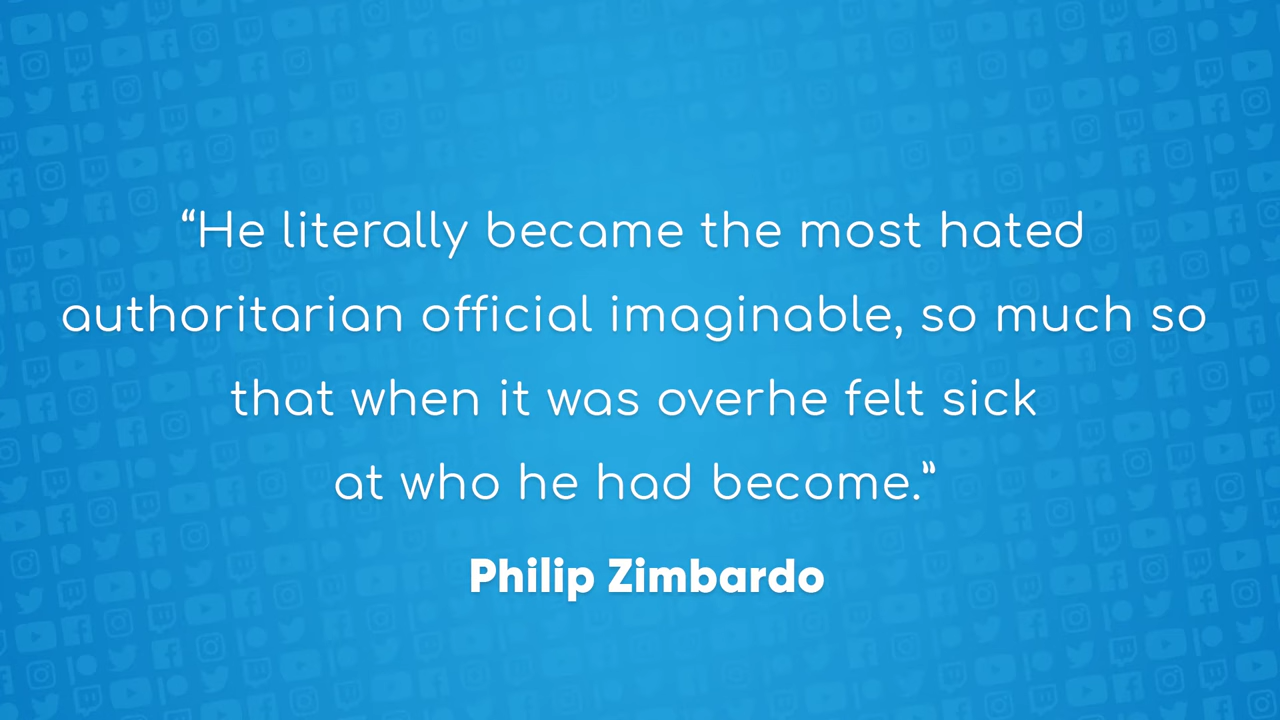 “He literally became the most hated
authoritarian official imaginable, so much so
that when it was overhe felt sick
at who he had become.”
Philip Zimbardo